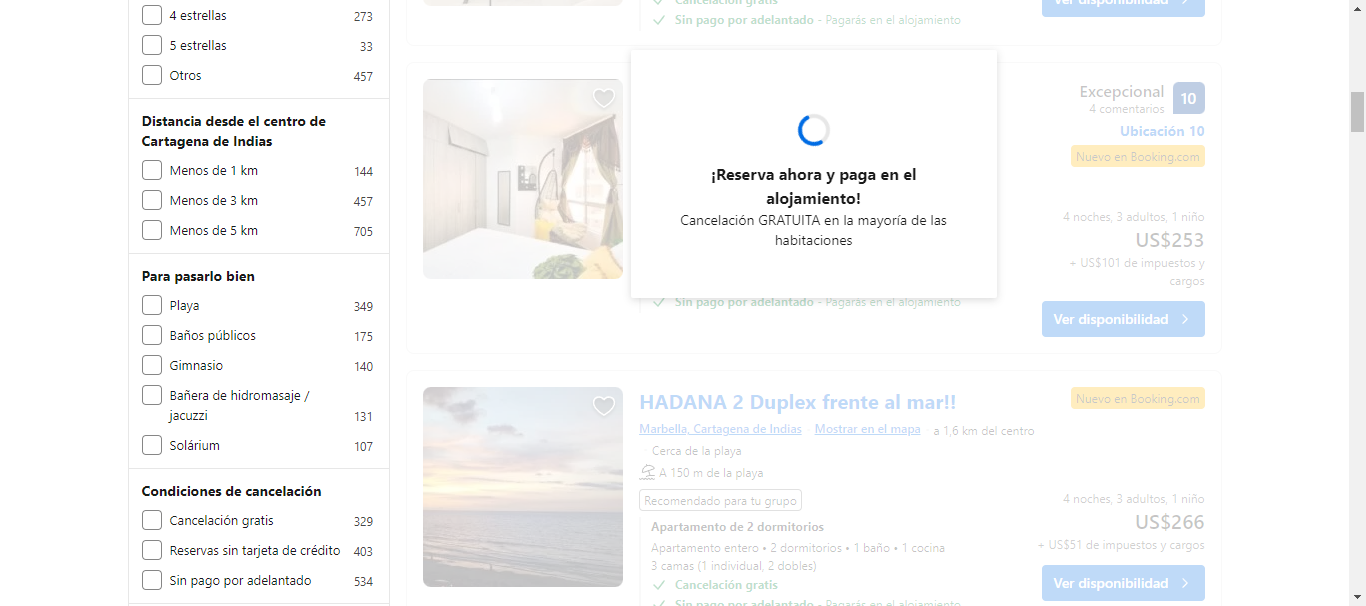 4 estrellas 273
5 estrellas 33
Otros 457
Distancia desde el centro de
Cartagena de Indias
Menos de 1 km 144
Menos de 3 km 457
Menos de 5 km 705
Para pasarlo bien
Playa 349
Baños públicos 175
Gimnasio 140
Bañera de hidromasaje /
jacuzzi 131
Solárium 107
Condiciones de cancelación
Cancelación gratis 329
Reservas sin tarjeta de crédito 403
Sin pago por adelantado 534
Cancelación gratis
Sin pago por adelantado - Pagarás en el alojamiento
Ver disponibilidad
¡Reserva ahora y paga en el
alojamiento!
Cancelación GRATUITA en la mayoría de las
habitaciones
Excepcional 10
4 comentarios
Ubicación 10
Nuevo en Booking.com
4 noches, 3 adultos, 1 niño
US$253
+ US$101 de impuestos y
cargos
Sin pago por adelantado - Pagarás en el alojamiento
Ver disponibilidad
HADANA 2 Duplex frente al mar!!
Nuevo en Booking.com
Marbella, Cartagena de Indias · Mostrar en el mapa · a 1,6 km del centro
Cerca de la playa
A 150 m de la playa
Recomendado para tu grupo
Apartamento de 2 dormitorios
Apartamento entero • 2 dormitorios • 1 baño • 1 cocina
3 camas (1 individual, 2 dobles)
Cancelación gratis
Sin pago por adelantado - Pagarás en el alojamiento
4 noches, 3 adultos, 1 niño
US$266
+ US$51 de impuestos y cargos
Ver disponibilidad